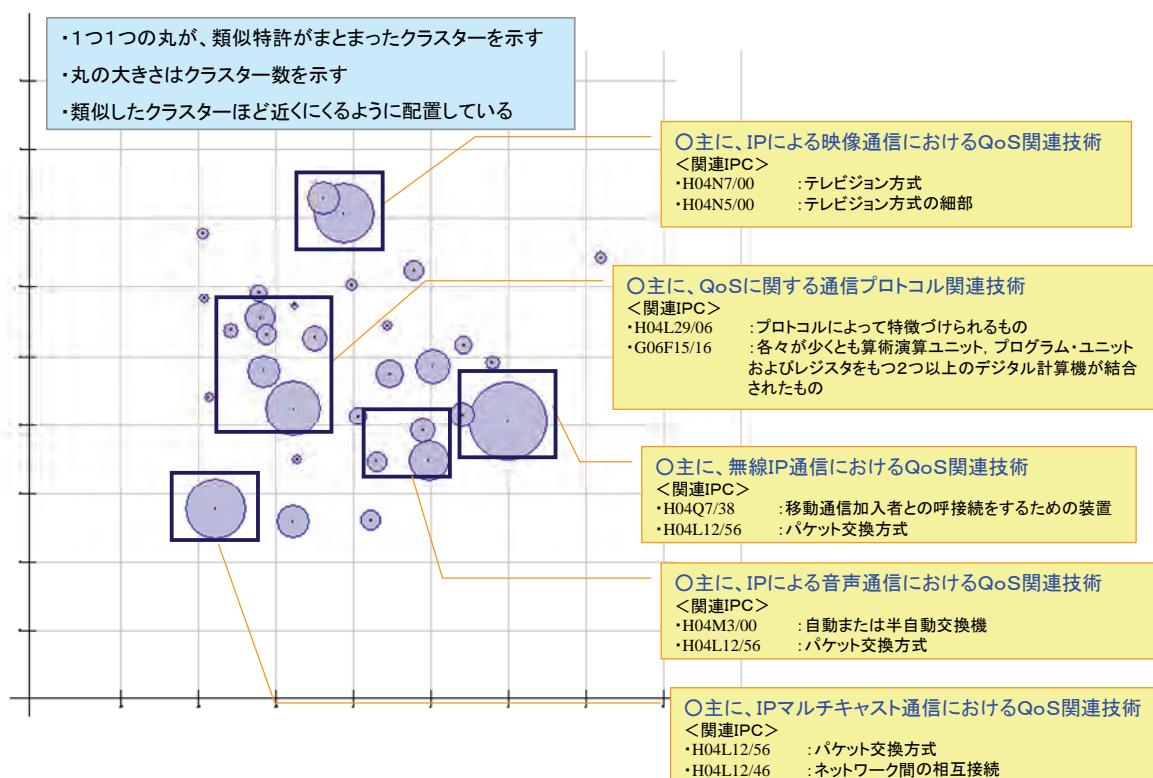 ・1つ1つの丸が、類似特許がまとまったクラスターを示す
・丸の大きさはクラスター数を示す
・類似したクラスターほど近くにくるように配置している
○主に、IPによる映像通信におけるQoS関連技術
＜関連IPC＞
・H04N7/00　：テレビジョン方式
・H04N5/00　：テレビジョン方式の細部
○主に、QoSに関する通信プロトコル関連技術
＜関連IPC＞
・H04L29/06　：プロトコルによって特徴づけられるもの
・G06F15/16　：各々が少くとも算術演算ユニット，プログラム・ユニット
およびレジスタをもつ2つ以上のデジタル計算機が結合
されたもの
○主に、無線IP通信におけるQoS関連技術
＜関連IPC＞
・H04Q7/38　：移動通信加入者との呼接続をするための装置
・H04L12/56　：パケット交換方式
○主に、IPによる音声通信におけるQoS関連技術
＜関連IPC＞
・H04M3/00　：自動または半自動交換機
・H04L12/56　：パケット交換方式
○主に、IPマルチキャスト通信におけるQoS関連技術
＜関連IPC＞
・H04L12/56　：パケット交換方式
・H04L12/46　：ネットワーク間の相互接続